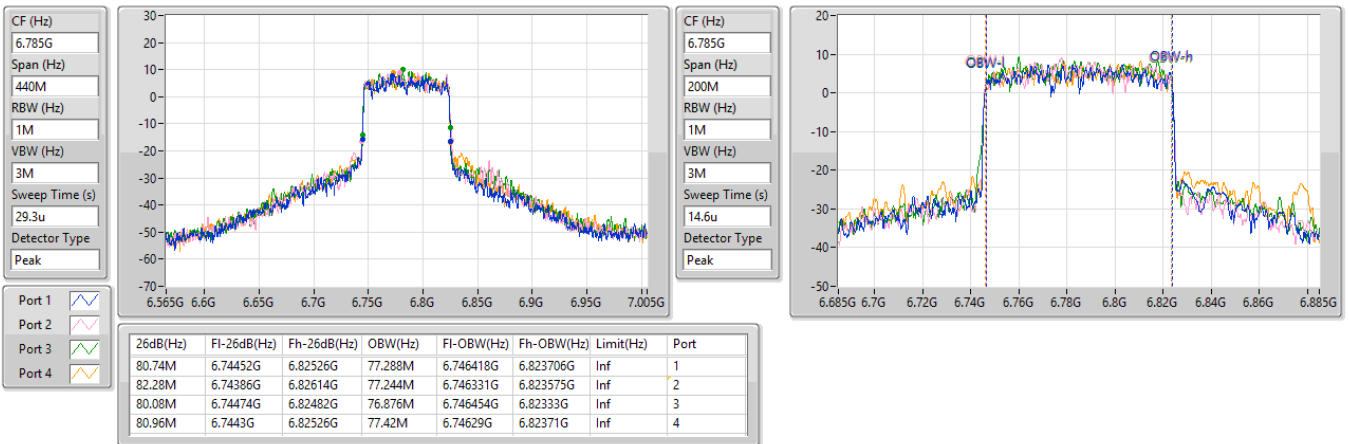 CF (Hz)
6.785G
Span (Hz)
440M
RBW (Hz)
1M
VBW (Hz)
3M
Sweep Time (s)
29.3u
Detector Type
Peak
30-
20-
10-
0-
-10-
-20-
-30-
-40-
-50-
-60-
-70-
6.565G 6.6G 6.65G 6.7G 6.75G 6.8G 6.85G 6.9G 6.95G 7.005G
CF (Hz)
6.785G
Span (Hz)
200M
RBW (Hz)
1M
VBW (Hz)
3M
Sweep Time (s)
14.6u
Detector Type
Peak
20-
10-
0-
-10-
-20-
-30-
-40-
-50-
OBW-l OBW-h
6.685G 6.7G 6.72G 6.74G 6.76G 6.78G 6.8G 6.82G 6.84G 6.86G 6.885G
Port 1
Port 2
Port 3
Port 4
26dB(Hz) Fl-26dB(Hz) Fh-26dB(Hz) OBW(Hz) Fl-OBW(Hz) Fh-OBW(Hz) Limit(Hz) Port
80.74M 6.74452G 6.82526G 77.288M 6.746418G 6.823706G Inf 1
82.28M 6.74386G 6.82614G 77.244M 6.746331G 6.823575G Inf 2
80.08M 6.74474G 6.82482G 76.876M 6.746454G 6.82333G Inf 3
80.96M 6.7443G 6.82526G 77.42M 6.74629G 6.82371G Inf 4